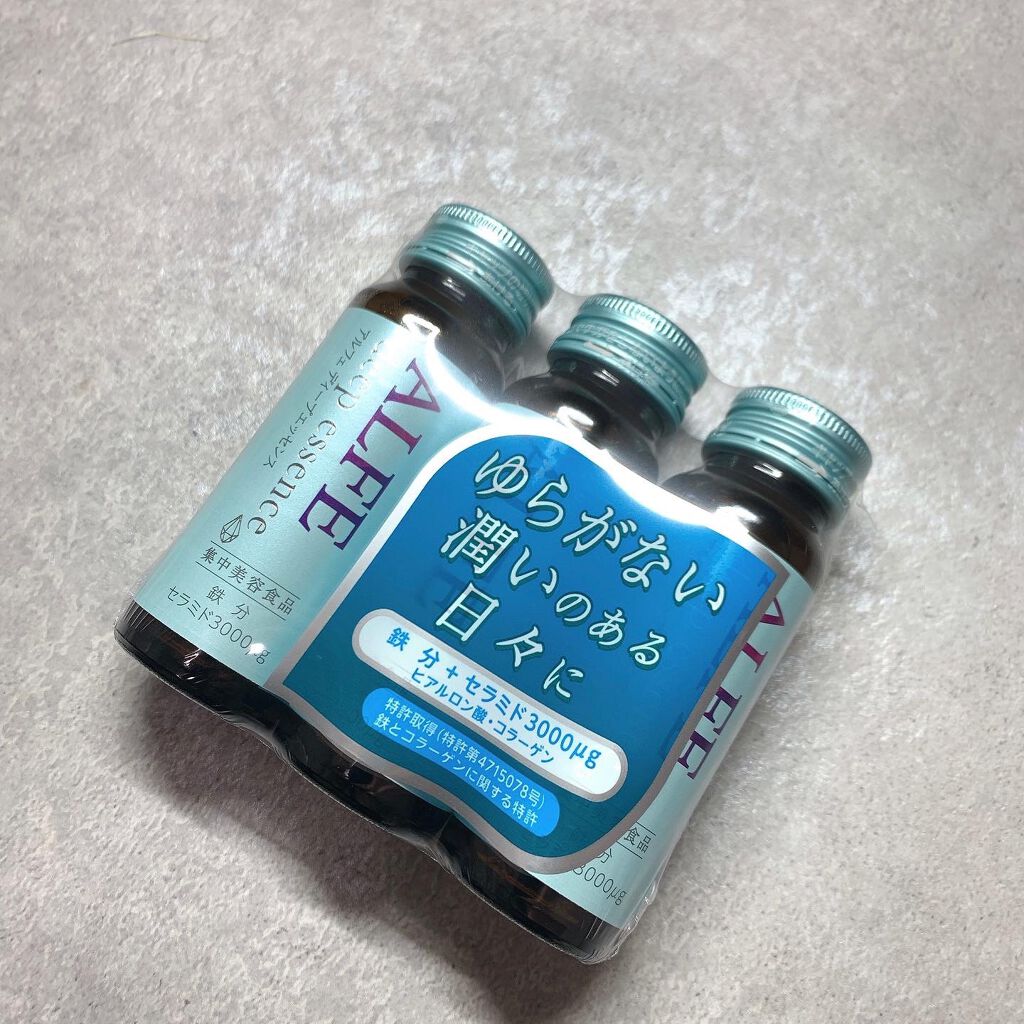 ALFE
deep essence
アルフェ ディープエッセンス
集中美容食品
鉄 分
セラミド3000μg
ゆらがない
潤いのある
日々に
鉄 分 + セラミド3000μg
ヒアルロン酸・コラーゲン
特許取得(特許第4715078号)
鉄とコラーゲンに関する特許
ALFE
食品
分
3000μg